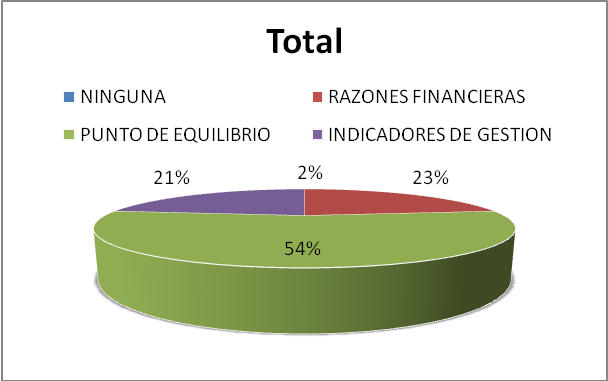 Total
NINGUNA
RAZONES FINANCIERAS
PUNTO DE EQUILIBRIO
INDICADORES DE GESTION
21%
2%
23%
54%